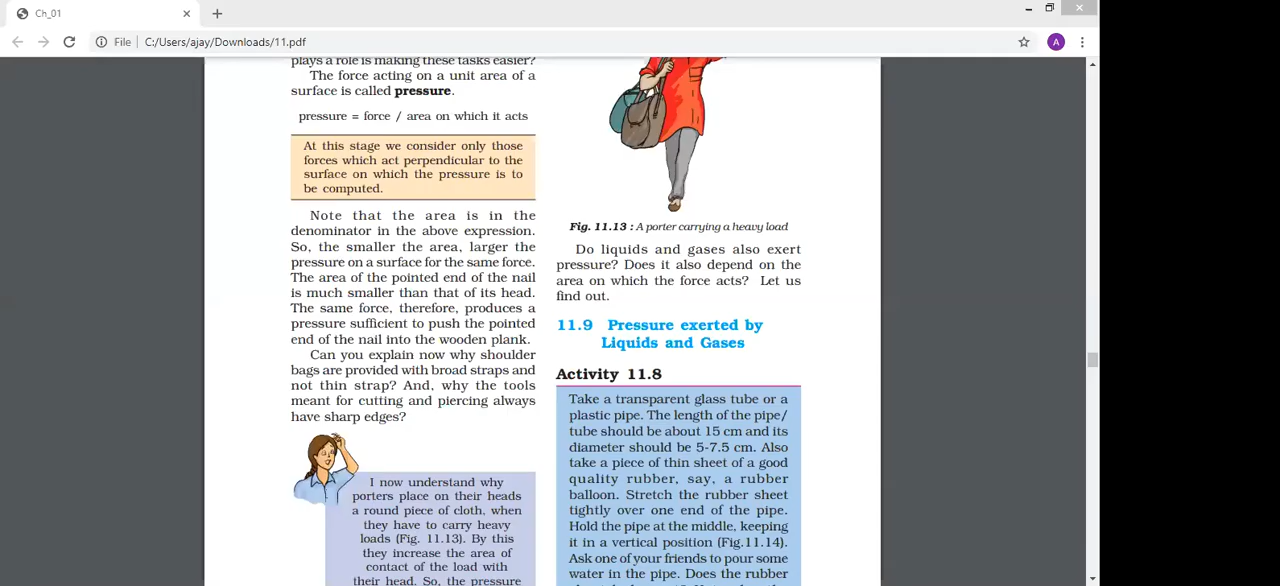 Ch_01
File
C:/Users/ajay/Downloads/11.pdf
A
plays a role is making these tasks easier?
The force acting on a unit area of a
surface is called pressure.
pressure = force / area on which it acts
At this stage we consider only those
forces which act perpendicular to the
surface on which the pressure is to
be computed.
Note that the area is in the
denominator in the above expression.
So, the smaller the area, larger the
pressure on a surface for the same force.
The area of the pointed end of the nail
is much smaller than that of its head.
The same force, therefore, produces a
pressure sufficient to push the pointed
end of the nail into the wooden plank.
Can you explain now why shoulder
bags are provided with broad straps and
not thin strap? And, why the tools
meant for cutting and piercing always
have sharp edges?
I now understand why
porters place on their heads
a round piece of cloth, when
they have to carry heavy
loads (Fig. 11.13). By this
they increase the area of
contact of the load with
their head. So, the pressure
Fig. 11.13 : A porter carrying a heavy load
Do liquids and gases also exert
pressure? Does it also depend on the
area on which the force acts? Let us
find out.
11.9 Pressure exerted by
Liquids and Gases
Activity 11.8
Take a transparent glass tube or a
plastic pipe. The length of the pipe/
tube should be about 15 cm and its
diameter should be 5-7.5 cm. Also
take a piece of thin sheet of a good
quality rubber, say, a rubber
balloon. Stretch the rubber sheet
tightly over one end of the pipe.
Hold the pipe at the middle, keeping
it in a vertical position (Fig.11.14).
Ask one of your friends to pour some
water in the pipe. Does the rubber